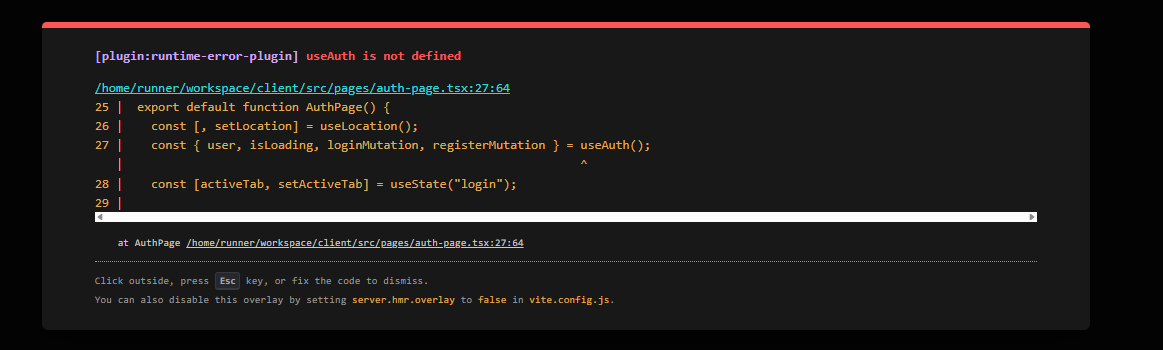 [plugin:runtime-error-plugin] useAuth is not defined
/home/runner/workspace/client/src/pages/auth-page.tsx:27:64
25 |  export default function AuthPage() {
26 |    const [, setLocation] = useLocation();
27 |    const { user, isLoading, loginMutation, registerMutation } = useAuth();
   |                                                                ^
28 |    const [activeTab, setActiveTab] = useState("login");
29 |
at AuthPage /home/runner/workspace/client/src/pages/auth-page.tsx:27:64
Click outside, press Esc key, or fix the code to dismiss.
You can also disable this overlay by setting server.hmr.overlay to false in vite.config.js.